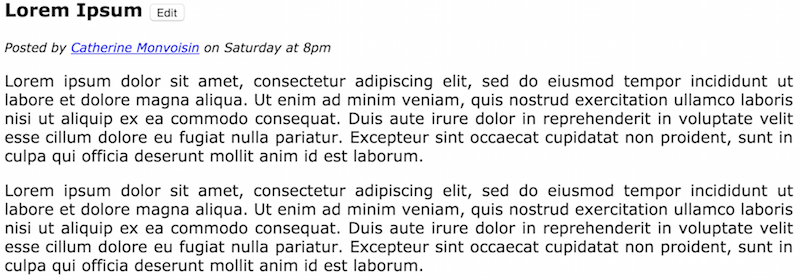 Lorem Ipsum Edit
Posted by Catherine Monvoisin on Saturday at 8pm
Lorem ipsum dolor sit amet, consectetur adipiscing elit, sed do eiusmod tempor incididunt ut
labore et dolore magna aliqua. Ut enim ad minim veniam, quis nostrud exercitation ullamco laboris
nisi ut aliquip ex ea commodo consequat. Duis aute irure dolor in reprehenderit in voluptate velit
esse cillum dolore eu fugiat nulla pariatur. Excepteur sint occaecat cupidatat non proident, sunt in
culpa qui officia deserunt mollit anim id est laborum.
Lorem ipsum dolor sit amet, consectetur adipiscing elit, sed do eiusmod tempor incididunt ut
labore et dolore magna aliqua. Ut enim ad minim veniam, quis nostrud exercitation ullamco laboris
nisi ut aliquip ex ea commodo consequat. Duis aute irure dolor in reprehenderit in voluptate velit
esse cillum dolore eu fugiat nulla pariatur. Excepteur sint occaecat cupidatat non proident, sunt in
culpa qui officia deserunt mollit anim id est laborum.